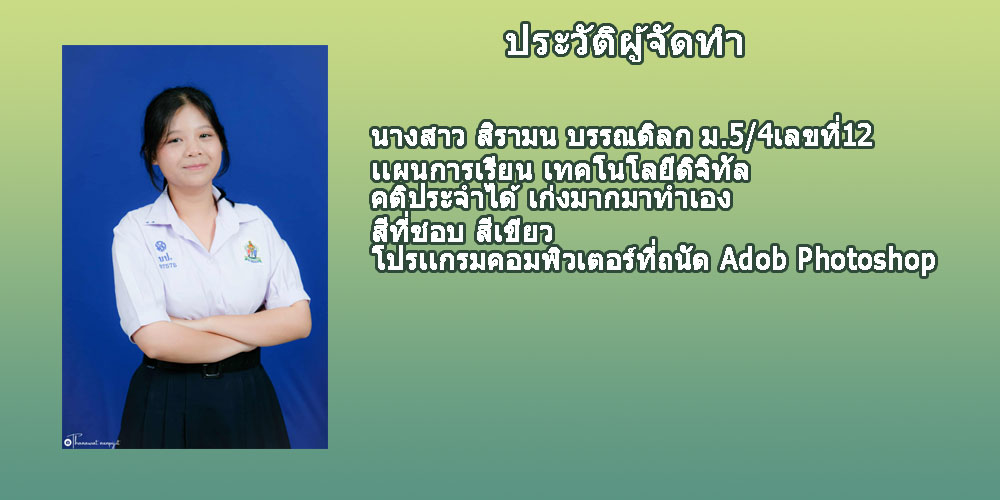 ประวัติผู้จัดทำ
นางสาว สิรามน บรรณดิลก ม.5/4เลขที่12
แผนการเรียน เทคโนโลยีดิจิทัล
คติประจำได้ เก่งมากมาทำเอง
สีที่ชอบ สีเขียว
โปรแกรมคอมพิวเตอร์ที่ถนัด Adob Photoshop
บป.
Thanawat